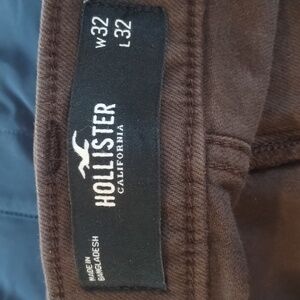 HOLLISTER
CALIFORNIA
W32
L32
MADE IN
BANGLADESH